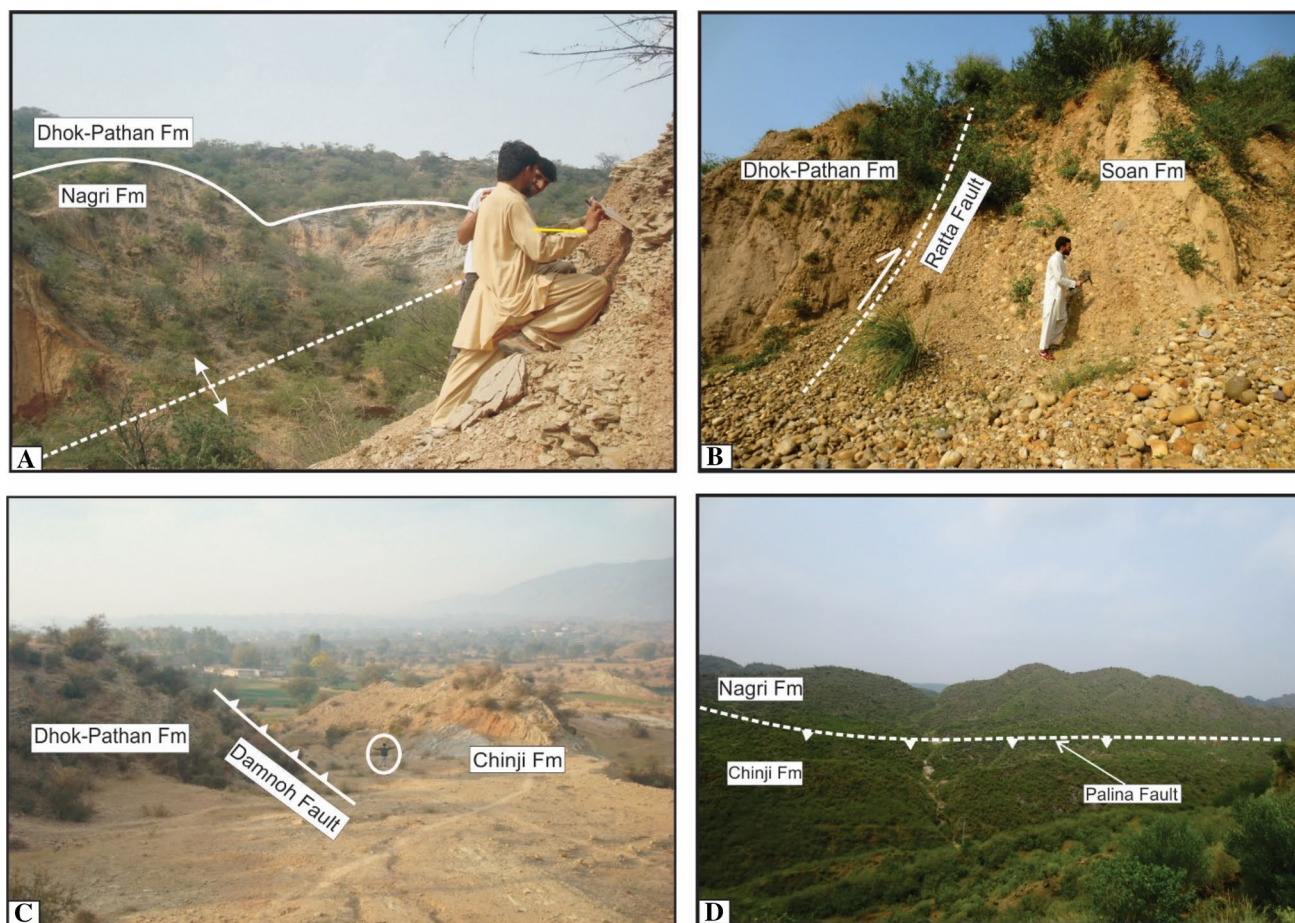 Dhok-Pathan Fm
Nagri Fm
A
Dhok-Pathan Fm
Ratta Fault
Soan Fm
B
Dhok-Pathan Fm
Damnoh Fault
Chinji Fm
C
Nagri Fm
Chinji Fm
Palina Fault
D